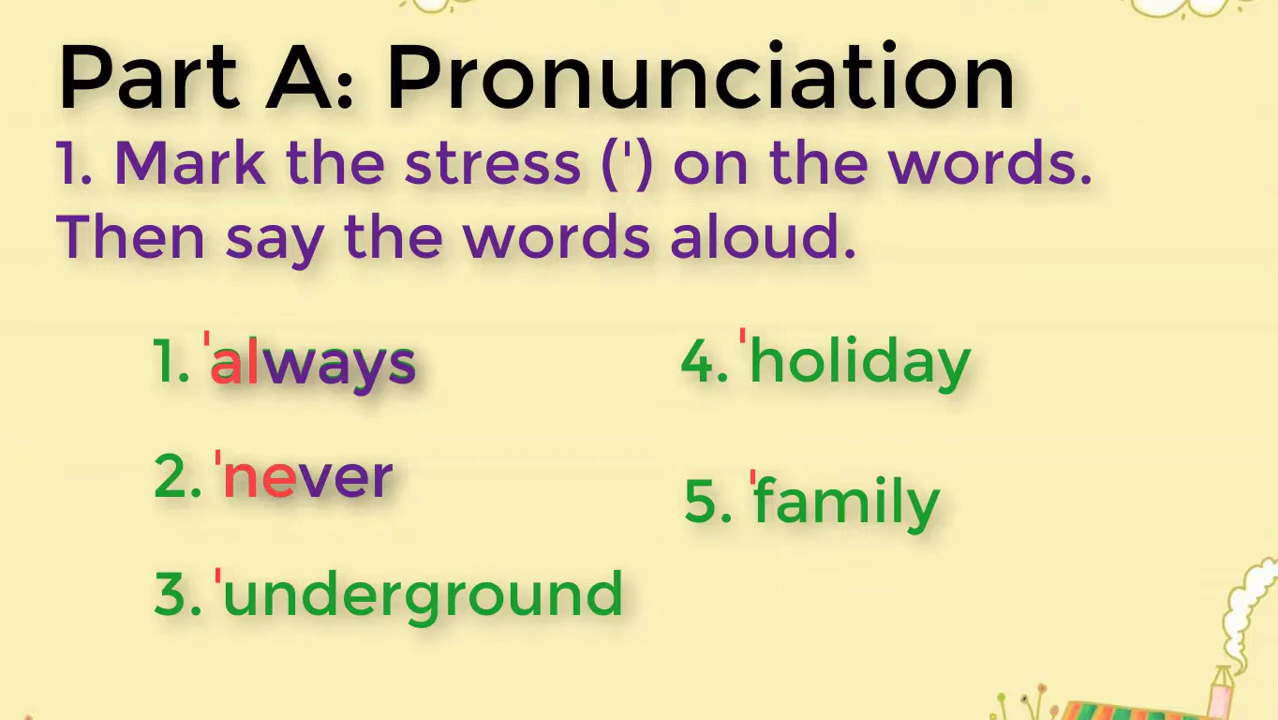 Part A: Pronunciation
1. Mark the stress (') on the words.
Then say the words aloud.
1. 'always
2. 'never
3. 'underground
4. 'holiday
5. 'family